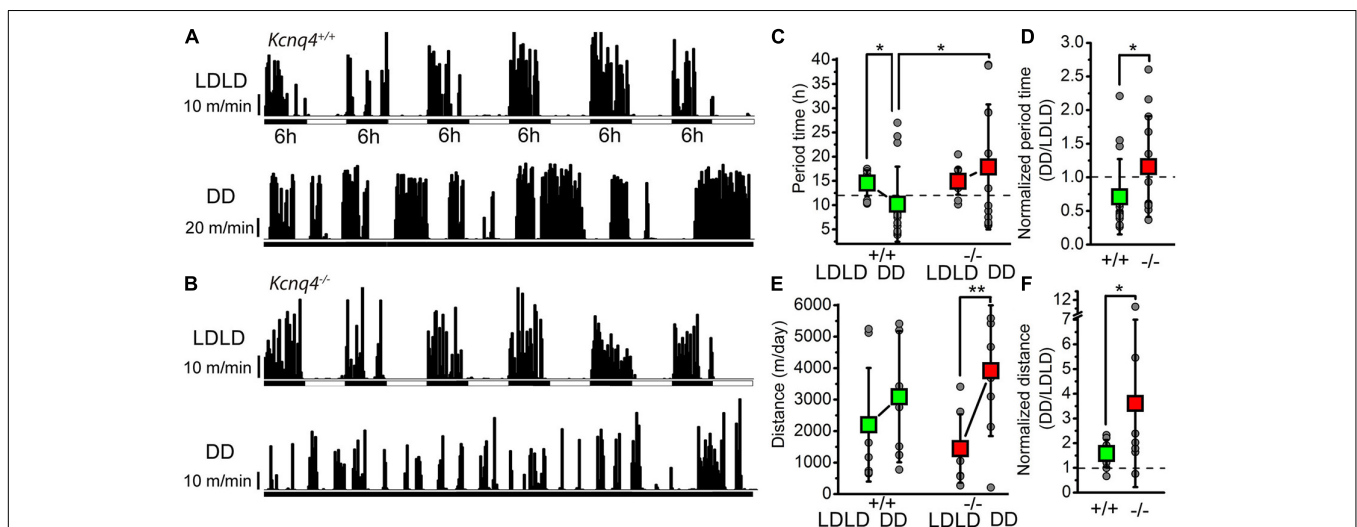 A
Kcnq4+/+
LDLD
10 m/min
6h 6h 6h 6h 6h 6h
DD
20 m/min
B
Kcnq4-/-
LDLD
10 m/min
DD
10 m/min
C
Period time (h)
40
35
30
25
20
15
10
5
* *
+/+ -/-
LDLD DD LDLD DD
D
Normalized period time
(DD/LDLD)
3.0
2.5
2.0
1.5
1.0
0.5
0.0
*
+/+ -/-
E
Distance (m/day)
6000
5000
4000
3000
2000
1000
0
**
+/+ -/-
LDLD DD LDLD DD
F
Normalized distance
(DD/LDLD)
12
7
6
5
4
3
2
1
0
*
+/+ -/-